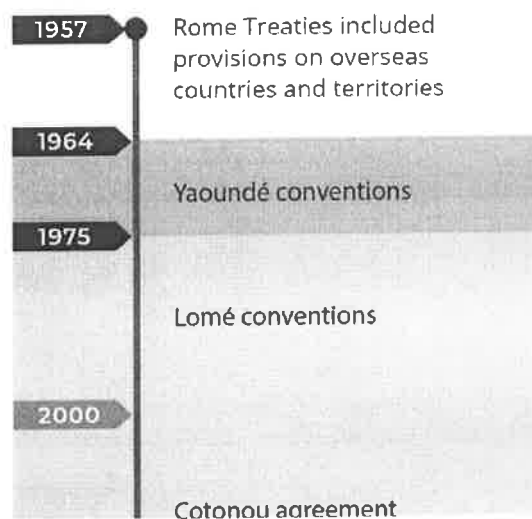 1957
Rome Treaties included
provisions on overseas
countries and territories
1964
Yaoundé conventions
1975
Lomé conventions
2000
Cotonou agreement